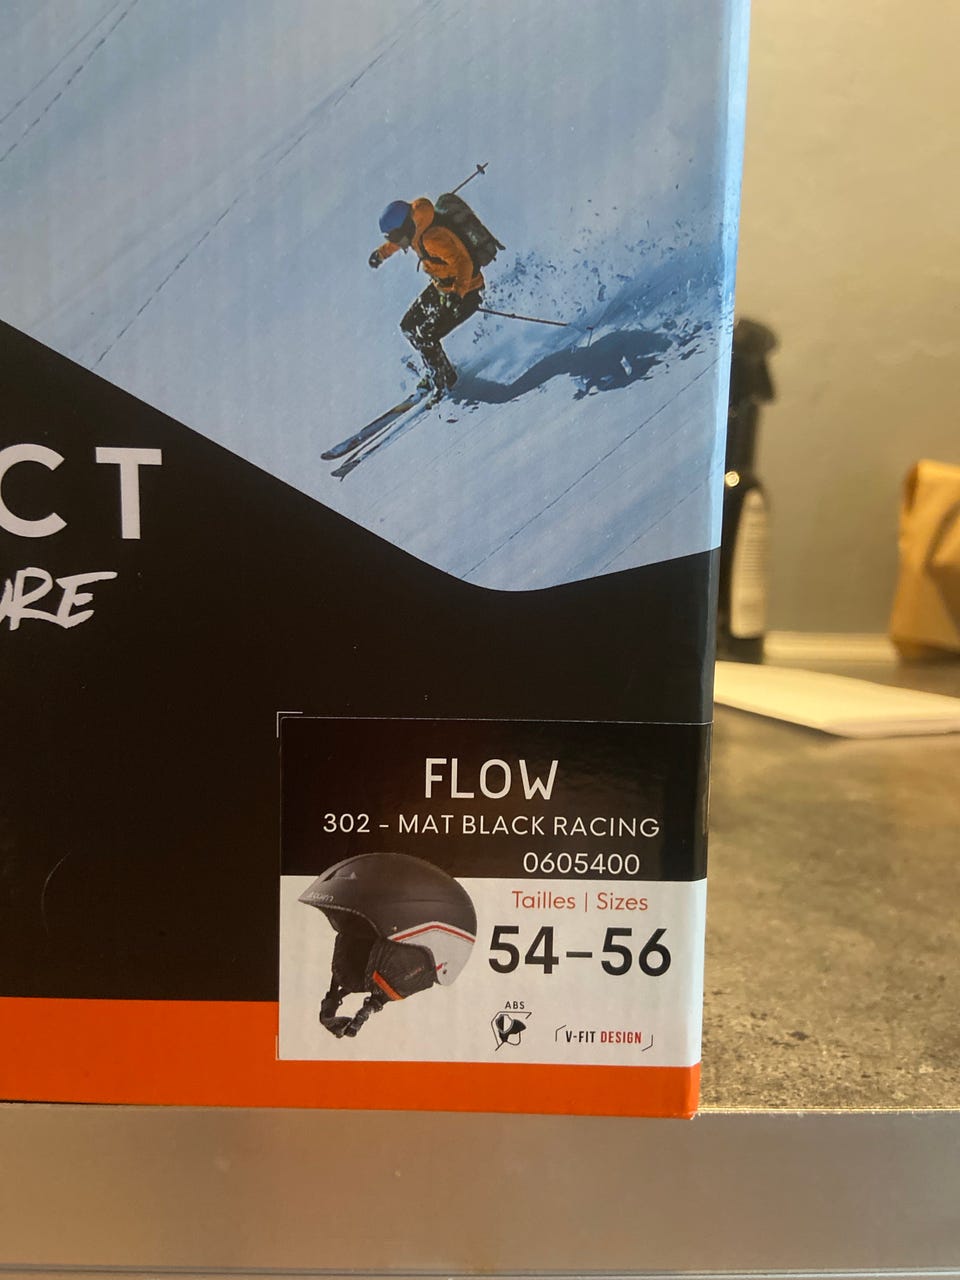 CT
URE
FLOW
302 - MAT BLACK RACING
0605400
Tailles | Sizes
54-56
ABS
V-FIT DESIGN